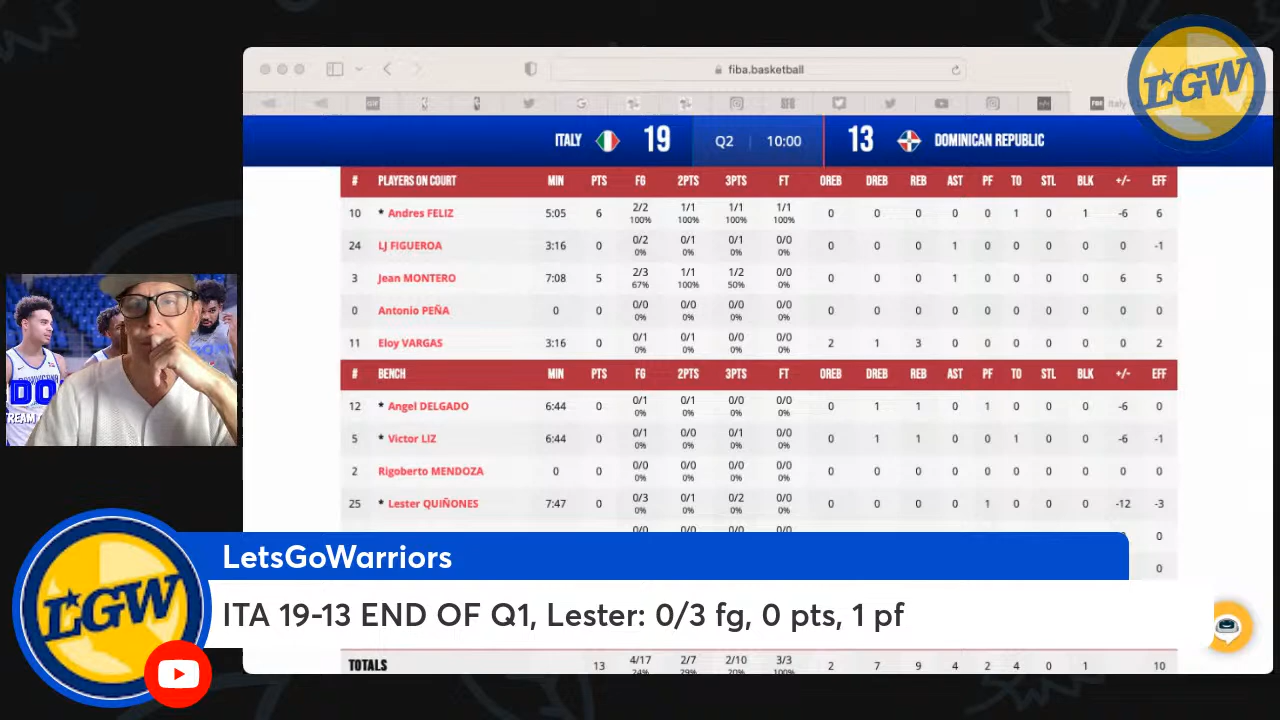 LGW
fiba.basketball
ITALY 19 Q2 10:00 13 DOMINICAN REPUBLIC
# PLAYERS ON COURT MIN PTS FG 2PTS 3PTS FT OREB DREB REB AST PF TO STL BLK +/- EFF
10 * Andres FELIZ 5:05 6 2/2 1/1 1/1 1/1 0 0 0 0 0 1 0 1 -6 6
100% 100% 100% 100%
24 LJ FIGUEROA 3:16 0 0/2 0/1 0/1 0/0 0 0 0 1 0 0 0 0 0 -1
0% 0% 0% 0%
3 Jean MONTERO 7:08 5 2/3 1/1 1/2 0/0 0 0 0 1 0 0 0 0 6 5
67% 100% 50% 0%
0 Antonio PEÑA 0 0 0/0 0/0 0/0 0/0 0 0 0 0 0 0 0 0 0 0
0% 0% 0% 0%
11 Eloy VARGAS 3:16 0 0/1 0/1 0/0 0/0 2 1 3 0 0 0 0 0 0 2
0% 0% 0% 0%
# BENCH MIN PTS FG 2PTS 3PTS FT OREB DREB REB AST PF TO STL BLK +/- EFF
12 * Angel DELGADO 6:44 0 0/1 0/1 0/0 0/0 0 1 1 0 1 0 0 0 -6 0
0% 0% 0% 0%
5 * Victor LIZ 6:44 0 0/1 0/0 0/1 0/0 0 1 1 0 0 1 0 0 -6 -1
0% 0% 0% 0%
2 Rigoberto MENDOZA 0 0 0/0 0/0 0/0 0/0 0 0 0 0 0 0 0 0 0 0
0% 0% 0% 0%
25 * Lester QUIÑONES 7:47 0 0/3 0/1 0/2 0/0 0 0 0 0 1 0 0 0 -12 -3
0% 0% 0% 0%
0
0
LGW
LetsGoWarriors
ITA 19-13 END OF Q1, Lester: 0/3 fg, 0 pts, 1 pf
TOTALS 13 4/17 2/7 2/10 3/3 2 7 9 4 2 4 0 1 10